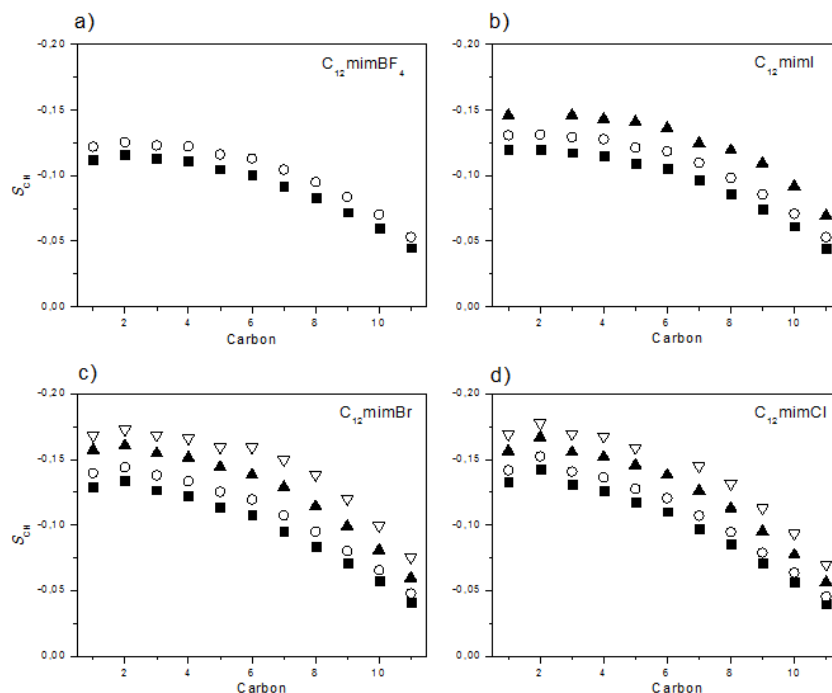 a)
C₁₂mimBF₄
-0,20
-0,15
-0,10
-0,05
0,00
S_CH
2 4 6 8 10
Carbon
b)
C₁₂mimI
-0,20
-0,15
-0,10
-0,05
0,00
2 4 6 8 10
Carbon
c)
C₁₂mimBr
-0,20
-0,15
-0,10
-0,05
0,00
S_CH
2 4 6 8 10
Carbon
d)
C₁₂mimCl
-0,20
-0,15
-0,10
-0,05
0,00
2 4 6 8 10
Carbon